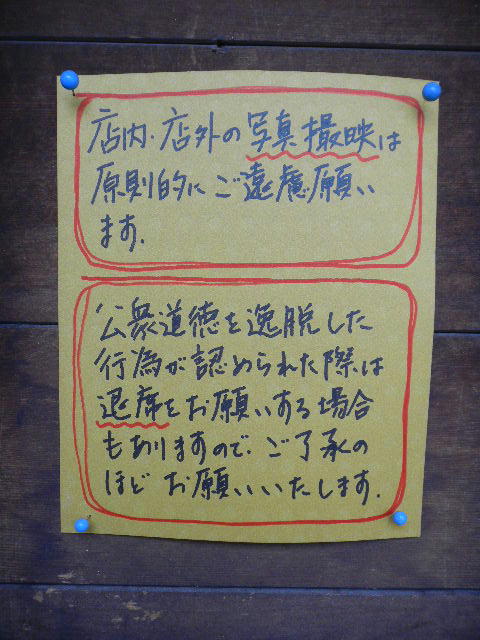 店内・店外の写真撮映は
原則的にご遠慮願い
ます.
公衆道徳を逸脱した
行為が認められた際は
退席をお願いする場合
もありますので、ご了承の
ほど お願いいたします.